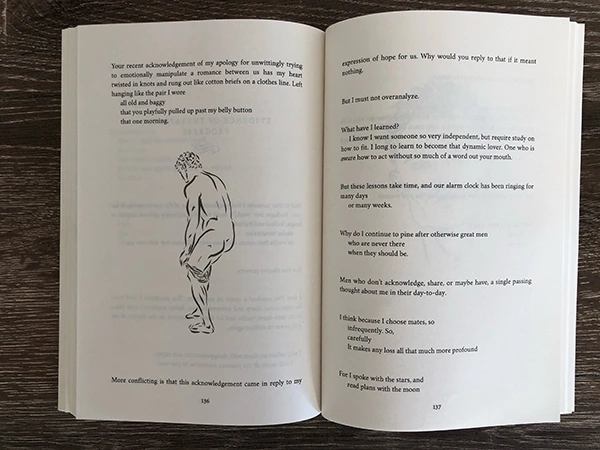 Your recent acknowledgement of my apology for unwittingly trying
to emotionally manipulate a romance between us has my heart
twisted in knots and rung out like cotton briefs on a clothes line. Left
hanging like the pair I wore
all old and baggy
that you playfully pulled up past my belly button
that one morning.
More conflicting is that this acknowledgement came in reply to my
136
expression of hope for us. Why would you reply to that if it meant
nothing.
But I must not overanalyze.
What have I learned?
I know I want someone so very independent, but require study on
how to fit. I long to learn to become that dynamic lover. One who is
aware how to act without so much of a word out your mouth.
But these lessons take time, and our alarm clock has been ringing for
many days
or many weeks.
Why do I continue to pine after otherwise great men
who are never there
when they should be.
Men who don't acknowledge, share, or maybe have, a single passing
thought about me in their day-to-day.
I think because I choose mates, so
infrequently. So,
carefully
It makes any loss all that much more profound
For I spoke with the stars, and
read plans with the moon
137